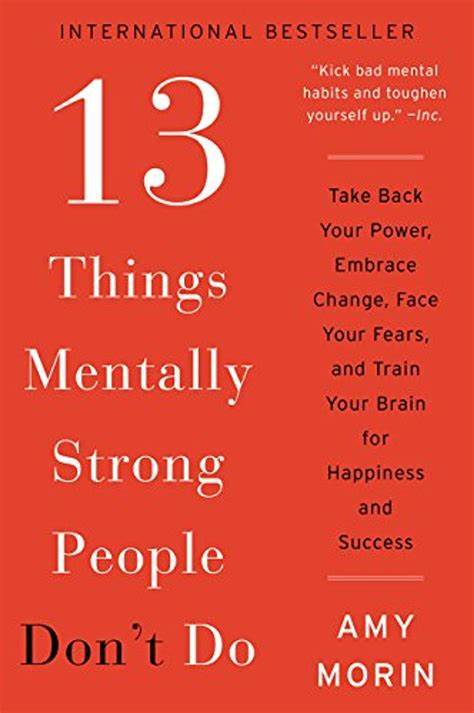 INTERNATIONAL BESTSELLER
13
Things
Mentally
Strong
People
Don't Do
“Kick bad mental
habits and toughen
yourself up.” —Inc.
Take Back
Your Power,
Embrace
Change, Face
Your Fears,
and Train
Your Brain
for
Happiness
and
Success
AMY
MORIN